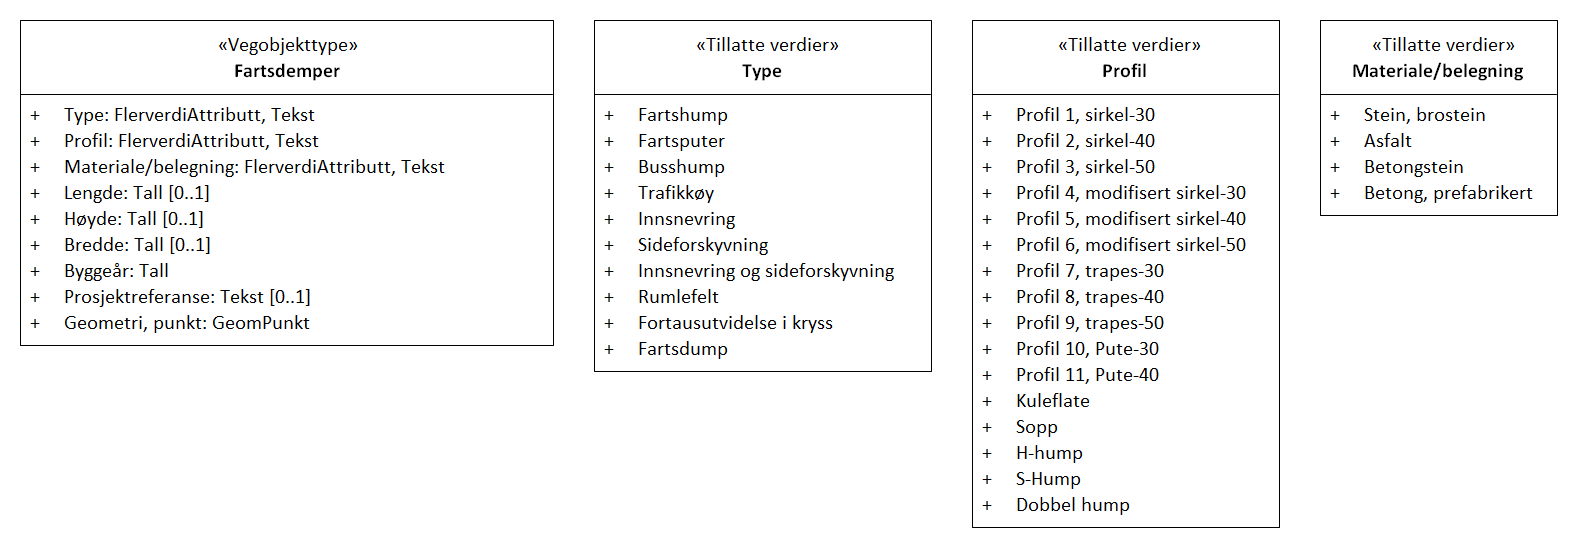 «Vegobjekttype»
Fartsdemper
+ Type: FlerverdiAttributt, Tekst
+ Profil: FlerverdiAttributt, Tekst
+ Materiale/belegning: FlerverdiAttributt, Tekst
+ Lengde: Tall [0..1]
+ Høyde: Tall [0..1]
+ Bredde: Tall [0..1]
+ Byggeår: Tall
+ Prosjektreferanse: Tekst [0..1]
+ Geometri, punkt: GeomPunkt
«Tillatte verdier»
Type
+ Fartshump
+ Fartsputer
+ Busshump
+ Trafikkøy
+ Innsnevring
+ Sideforskyvning
+ Innsnevring og sideforskyvning
+ Rumlefelt
+ Fortausutvidelse i kryss
+ Fartsdump
«Tillatte verdier»
Profil
+ Profil 1, sirkel-30
+ Profil 2, sirkel-40
+ Profil 3, sirkel-50
+ Profil 4, modifisert sirkel-30
+ Profil 5, modifisert sirkel-40
+ Profil 6, modifisert sirkel-50
+ Profil 7, trapes-30
+ Profil 8, trapes-40
+ Profil 9, trapes-50
+ Profil 10, Pute-30
+ Profil 11, Pute-40
+ Kuleflate
+ Sopp
+ H-hump
+ S-Hump
+ Dobbel hump
«Tillatte verdier»
Materiale/belegning
+ Stein, brostein
+ Asfalt
+ Betongstein
+ Betong, prefabrikert